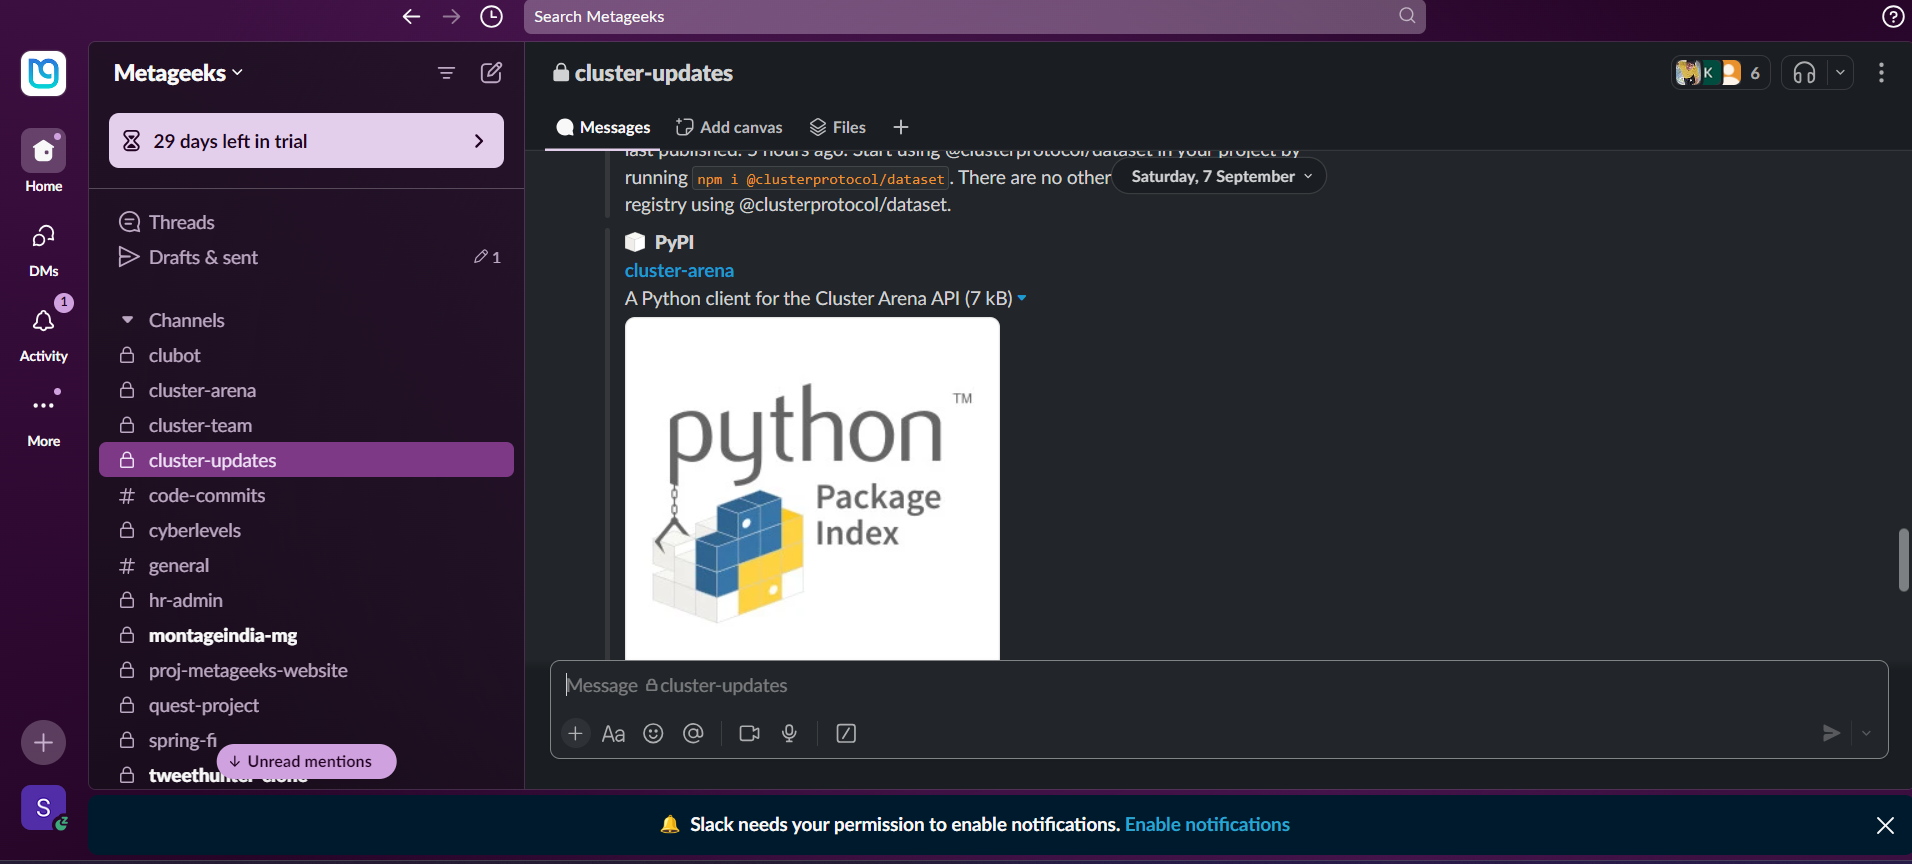 Search Metageeks
Metageeks
29 days left in trial
Home
DMs
1
Activity
More
S
Threads
Drafts & sent
1
Channels
clubot
cluster-arena
cluster-team
cluster-updates
code-commits
cyberlevels
general
hr-admin
montageindia-mg
proj-metageeks-website
quest-project
spring-fi
Unread mentions
cluster-updates
K
6
Messages
Add canvas
Files
last published: 5 hours ago. Start using @clusterprotocol/dataset in your project by
running npm i @clusterprotocol/dataset. There are no other
Saturday, 7 September
registry using @clusterprotocol/dataset.
PyPI
cluster-arena
A Python client for the Cluster Arena API (7 kB)
python TM
Package
Index
Message cluster-updates
Aa
Slack needs your permission to enable notifications. Enable notifications